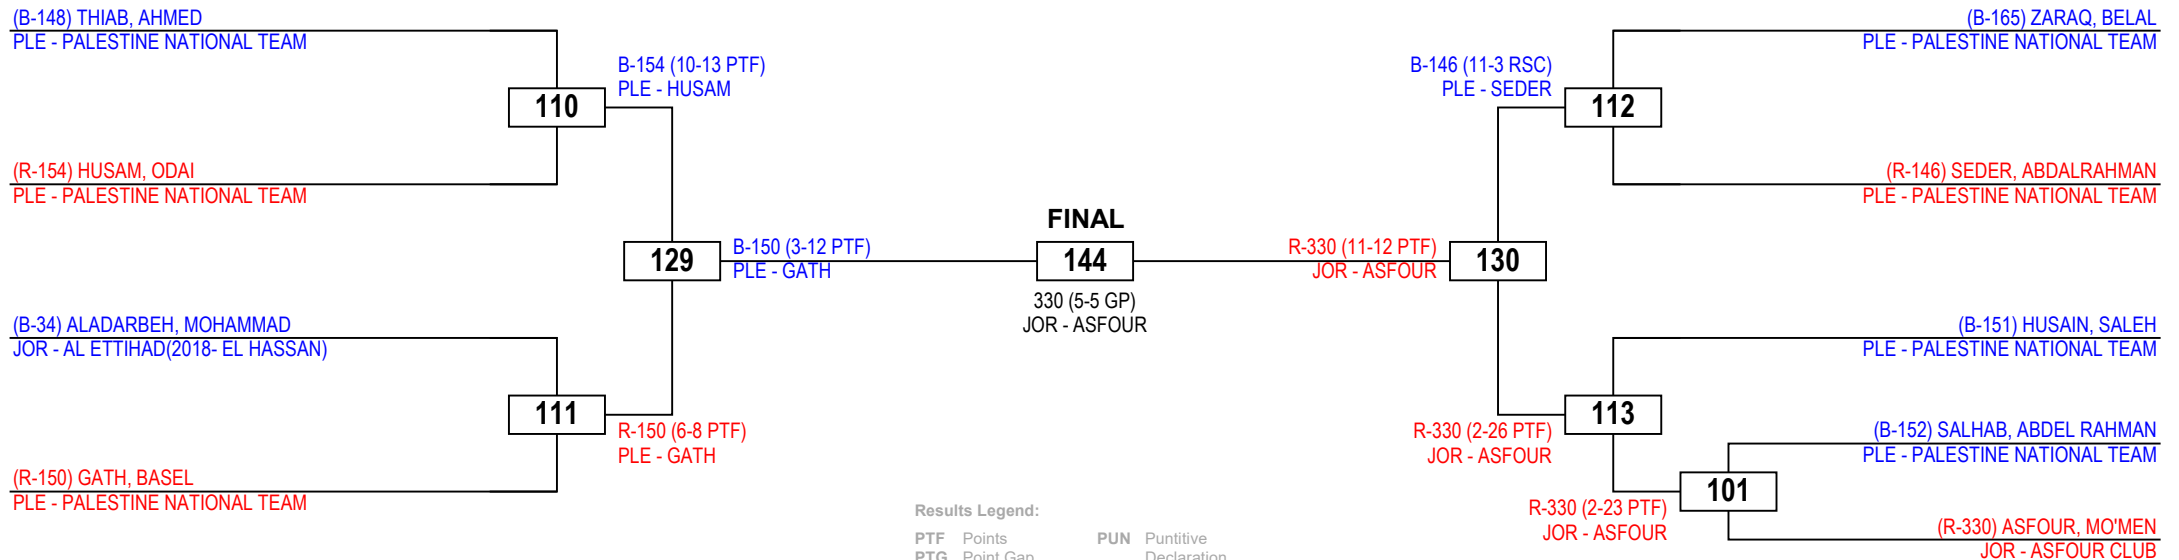 (B-148) THIAB, AHMED
PLE - PALESTINE NATIONAL TEAM
B-154 (10-13 PTF)
PLE - HUSAM
110
(R-154) HUSAM, ODAI
PLE - PALESTINE NATIONAL TEAM
129
B-150 (3-12 PTF)
PLE - GATH
(B-34) ALADARBEH, MOHAMMAD
JOR - AL ETTIHAD(2018- EL HASSAN)
111
R-150 (6-8 PTF)
PLE - GATH
(R-150) GATH, BASEL
PLE - PALESTINE NATIONAL TEAM
FINAL
144
330 (5-5 GP)
JOR - ASFOUR
(B-165) ZARAQ, BELAL
PLE - PALESTINE NATIONAL TEAM
B-146 (11-3 RSC)
PLE - SEDER
112
(R-146) SEDER, ABDALRAHMAN
PLE - PALESTINE NATIONAL TEAM
R-330 (11-12 PTF)
JOR - ASFOUR
130
(B-151) HUSAIN, SALEH
PLE - PALESTINE NATIONAL TEAM
113
R-330 (2-26 PTF)
JOR - ASFOUR
(B-152) SALHAB, ABDEL RAHMAN
PLE - PALESTINE NATIONAL TEAM
101
R-330 (2-23 PTF)
JOR - ASFOUR
(R-330) ASFOUR, MO'MEN
JOR - ASFOUR CLUB
Results Legend:
PTF Points PUN Puntitive
PTG Point Gap Declaration